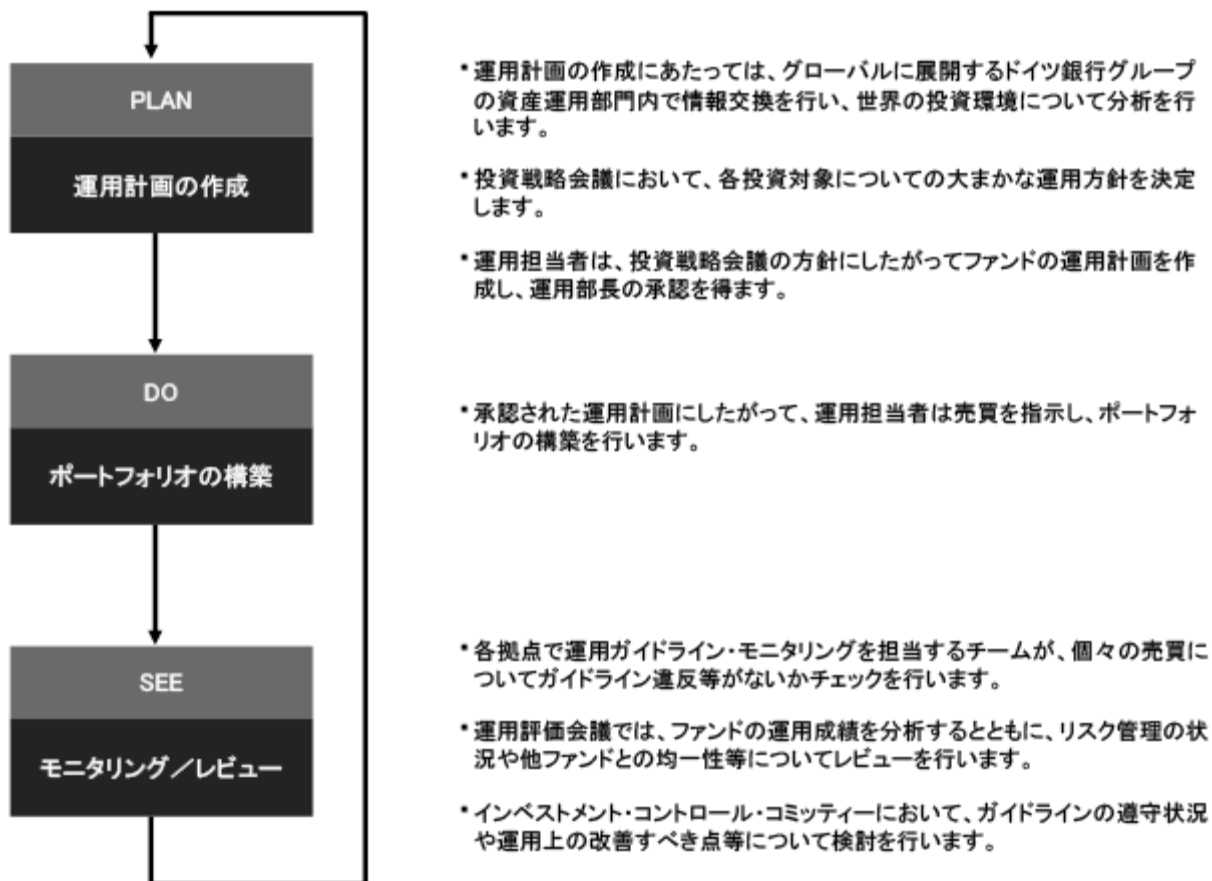 PLAN
運用計画の作成
・運用計画の作成にあたっては、グローバルに展開するドイツ銀行グループ
の資産運用部門内で情報交換を行い、世界の投資環境について分析を行
います。
・投資戦略会議において、各投資対象についての大まかな運用方針を決定
します。
・運用担当者は、投資戦略会議の方針にしたがってファンドの運用計画を作
成し、運用部長の承認を得ます。
DO
ポートフォリオの構築
・承認された運用計画にしたがって、運用担当者は売買を指示し、ポートフォ
リオの構築を行います。
SEE
モニタリング／レビュー
・各拠点で運用ガイドライン・モニタリングを担当するチームが、個々の売買に
ついてガイドライン違反等がないかチェックを行います。
・運用評価会議では、ファンドの運用成績を分析するとともに、リスク管理の状
況や他ファンドとの均一性等についてレビューを行います。
・インベストメント・コントロール・コミッティーにおいて、ガイドラインの遵守状況
や運用上の改善すべき点等について検討を行います。